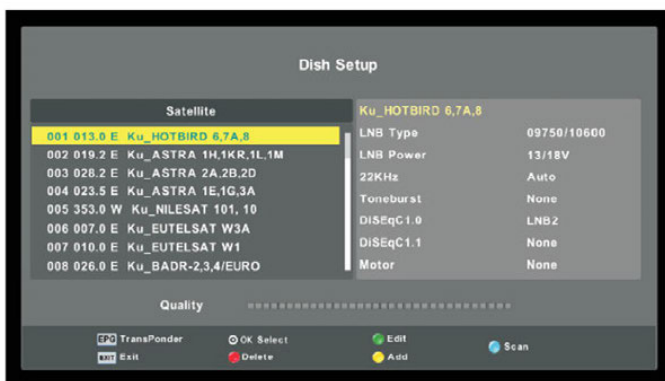 Dish Setup
Satellite
001 013.0 E Ku_HOTBIRD 6,7A,8
002 019.2 E Ku_ASTRA 1H,1KR,1L,1M
003 028.2 E Ku_ASTRA 2A,2B,2D
004 023.5 E Ku_ASTRA 1E,1G,3A
005 353.0 W Ku_NILESAT 101, 10
006 007.0 E Ku_EUTELSAT W3A
007 010.0 E Ku_EUTELSAT W1
008 026.0 E Ku_BADR-2,3,4/EURO
Ku_HOTBIRD 6,7A,8
LNB Type 09750/10600
LNB Power 13/18V
22KHz Auto
Toneburst None
DiSEqC1.0 LNB2
DiSEqC1.1 None
Motor None
Quality
EPG TransPonder OK Select Edit Scan
EXIT Exit Delete Add